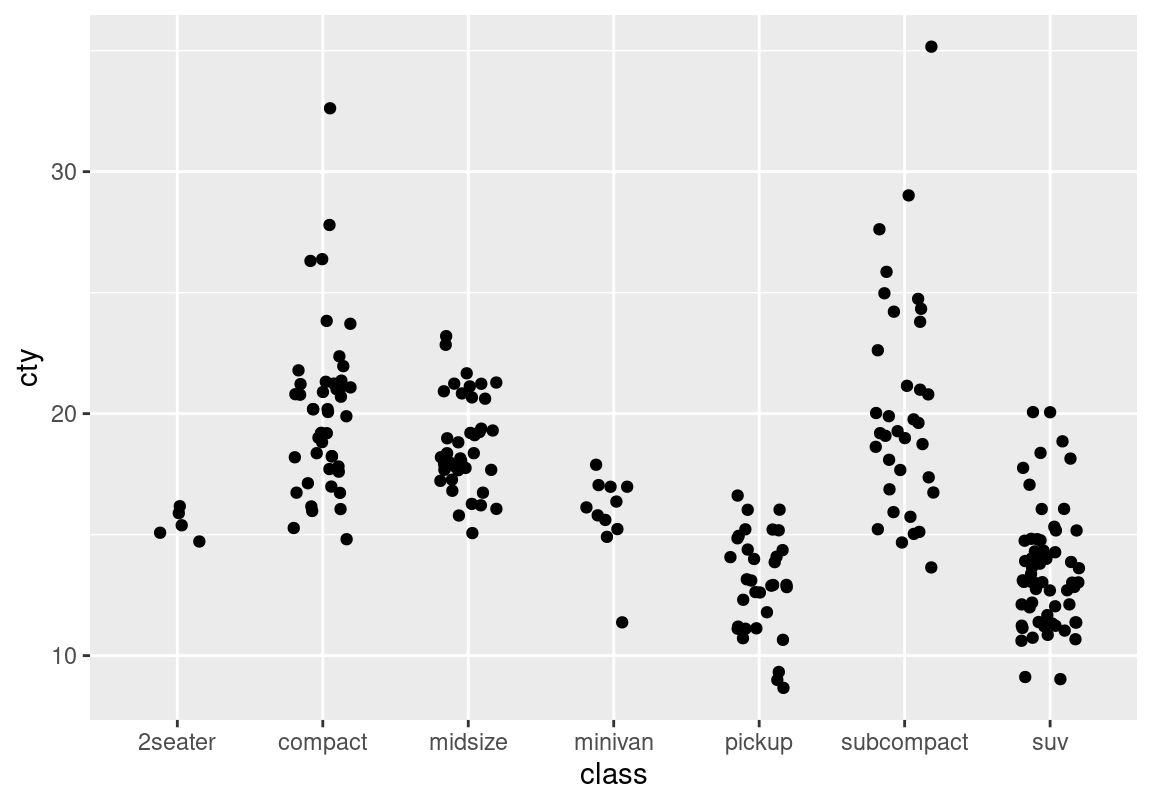 cty
30
20
10
2seater compact midsize minivan pickup subcompact suv
class